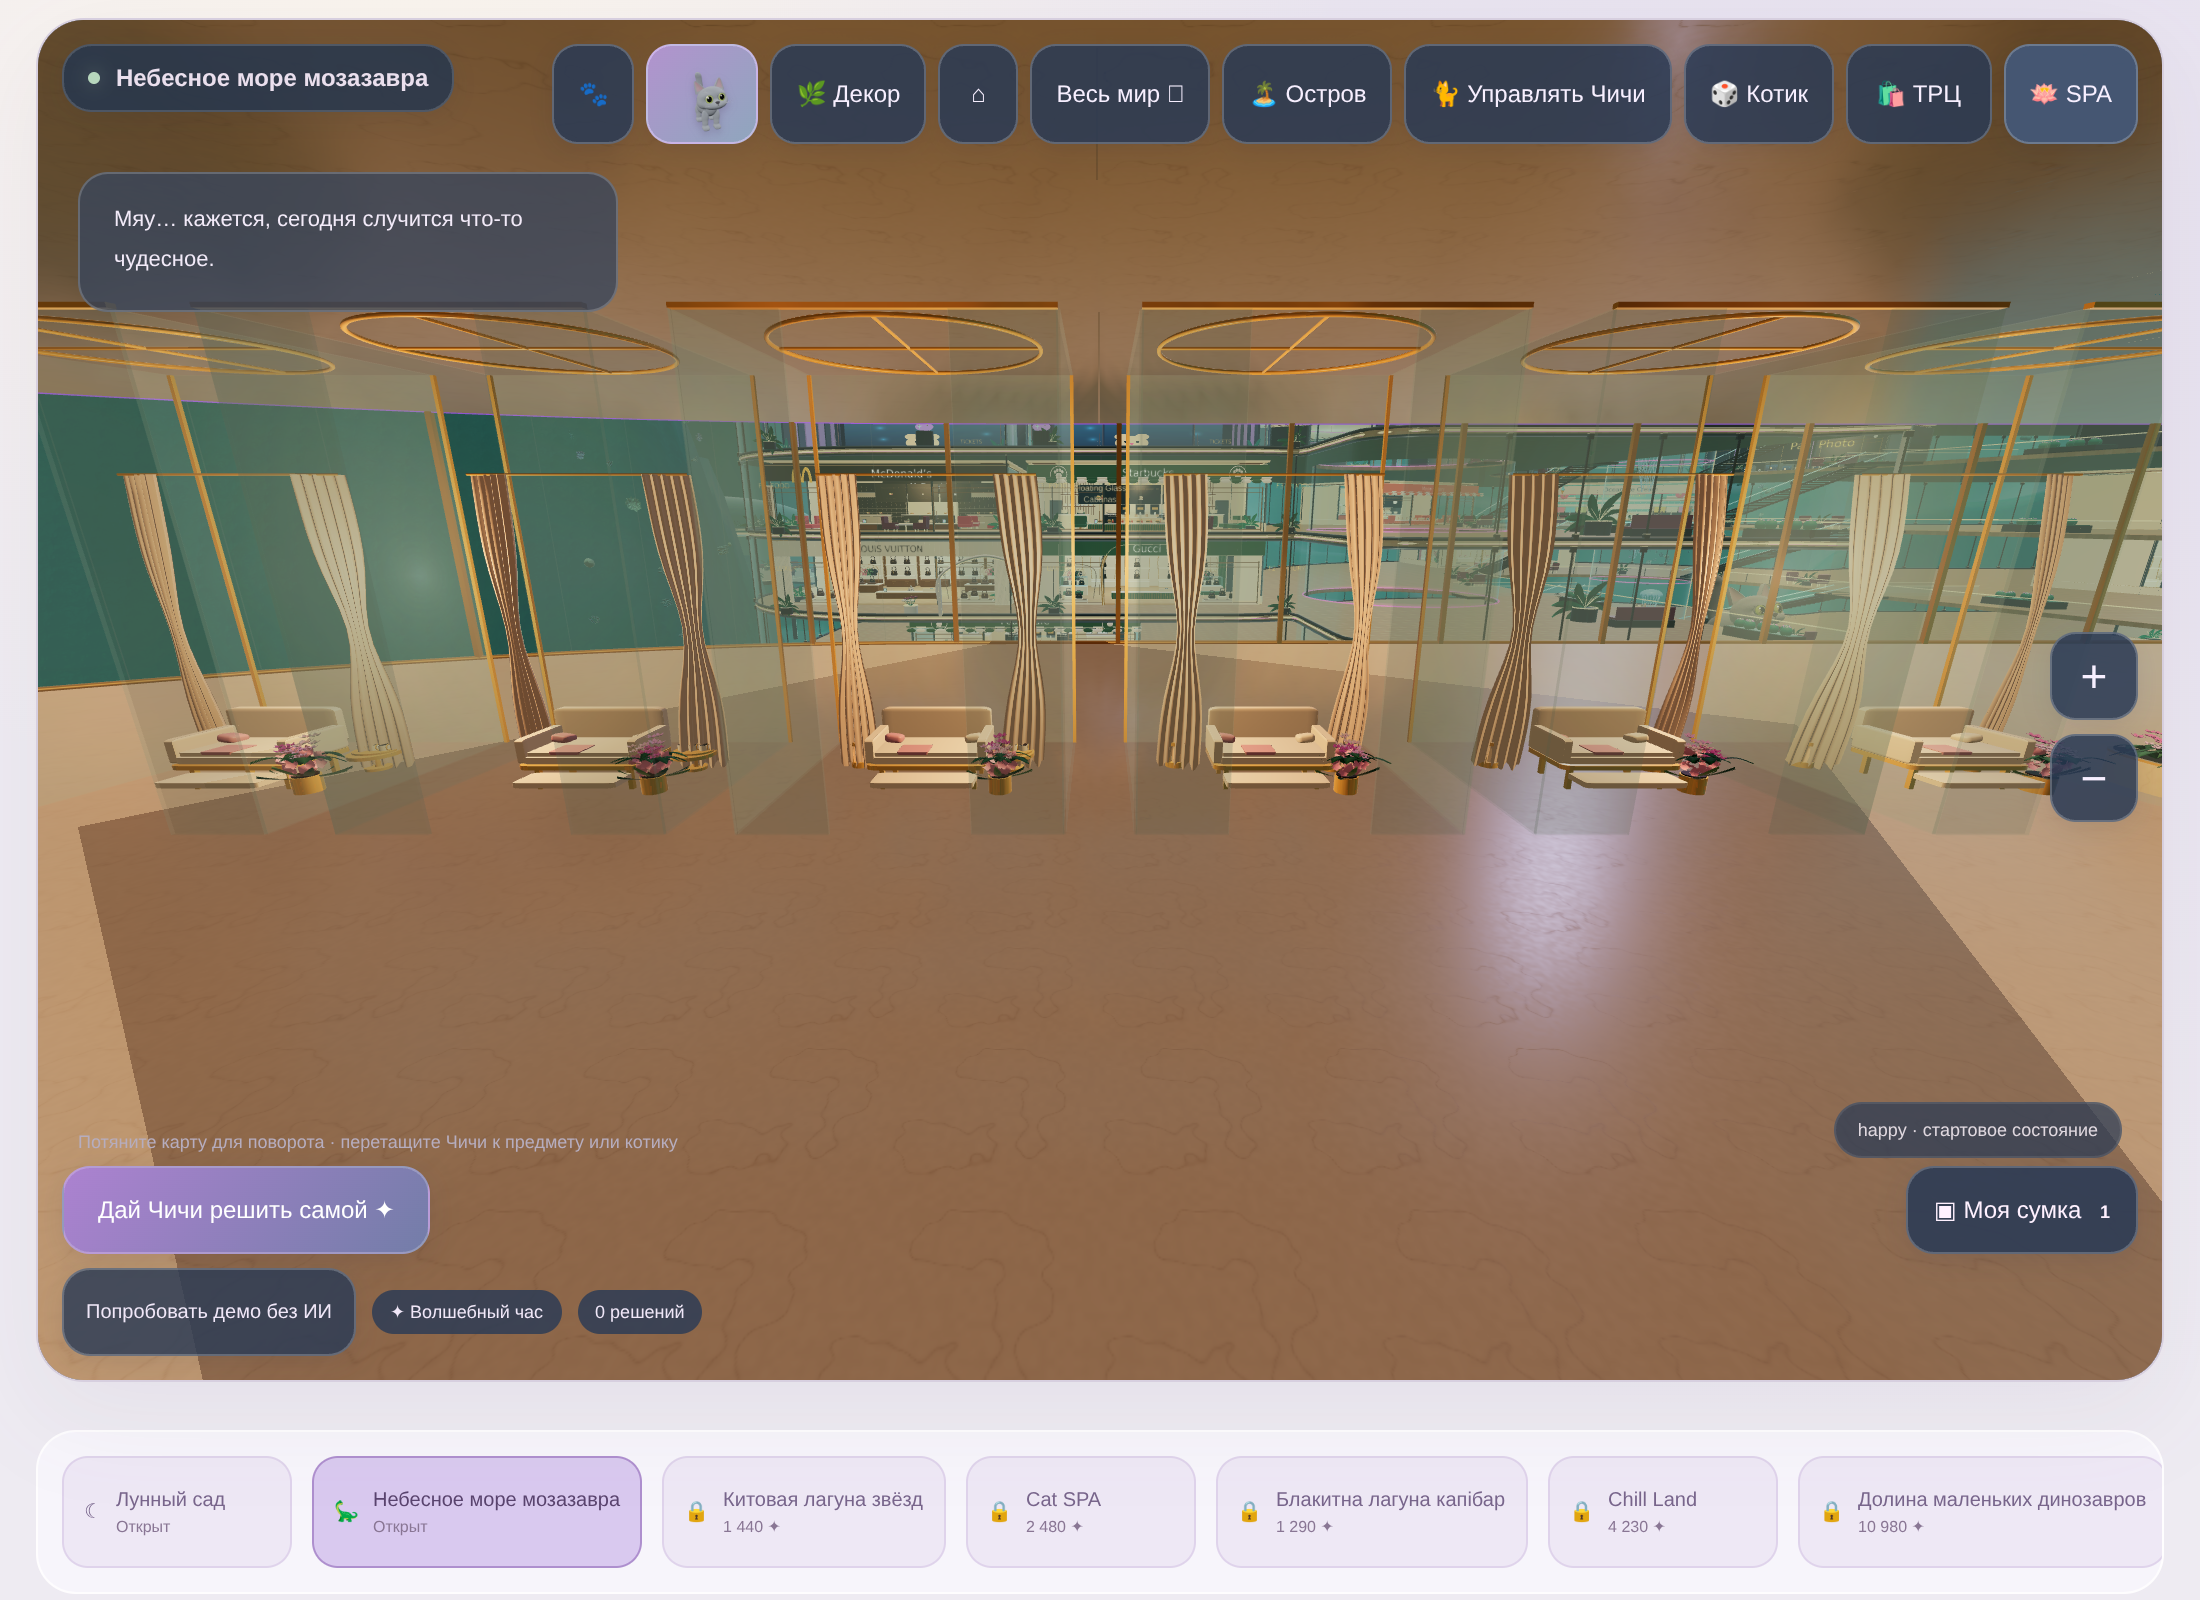 Небесное море мозазавра
Декор
Весь мир
Остров
Управлять Чичи
Котик
ТРЦ
SPA
Мяу… кажется, сегодня случится что-то
чудесное.
McDonald's
Starbucks
Floating Glass
Cabanas
OUIS VUITTON
Gucci
Photo
+
−
Потяните карту для поворота · перетащите Чичи к предмету или котику
happy · стартовое состояние
Дай Чичи решить самой ✦
Моя сумка 1
Попробовать демо без ИИ
✦ Волшебный час
0 решений
Лунный сад
Открыт
Небесное море мозазавра
Открыт
Китовая лагуна звёзд
1 440 ✦
Cat SPA
2 480 ✦
Блакитна лагуна капібар
1 290 ✦
Chill Land
4 230 ✦
Долина маленьких динозавров
10 980 ✦